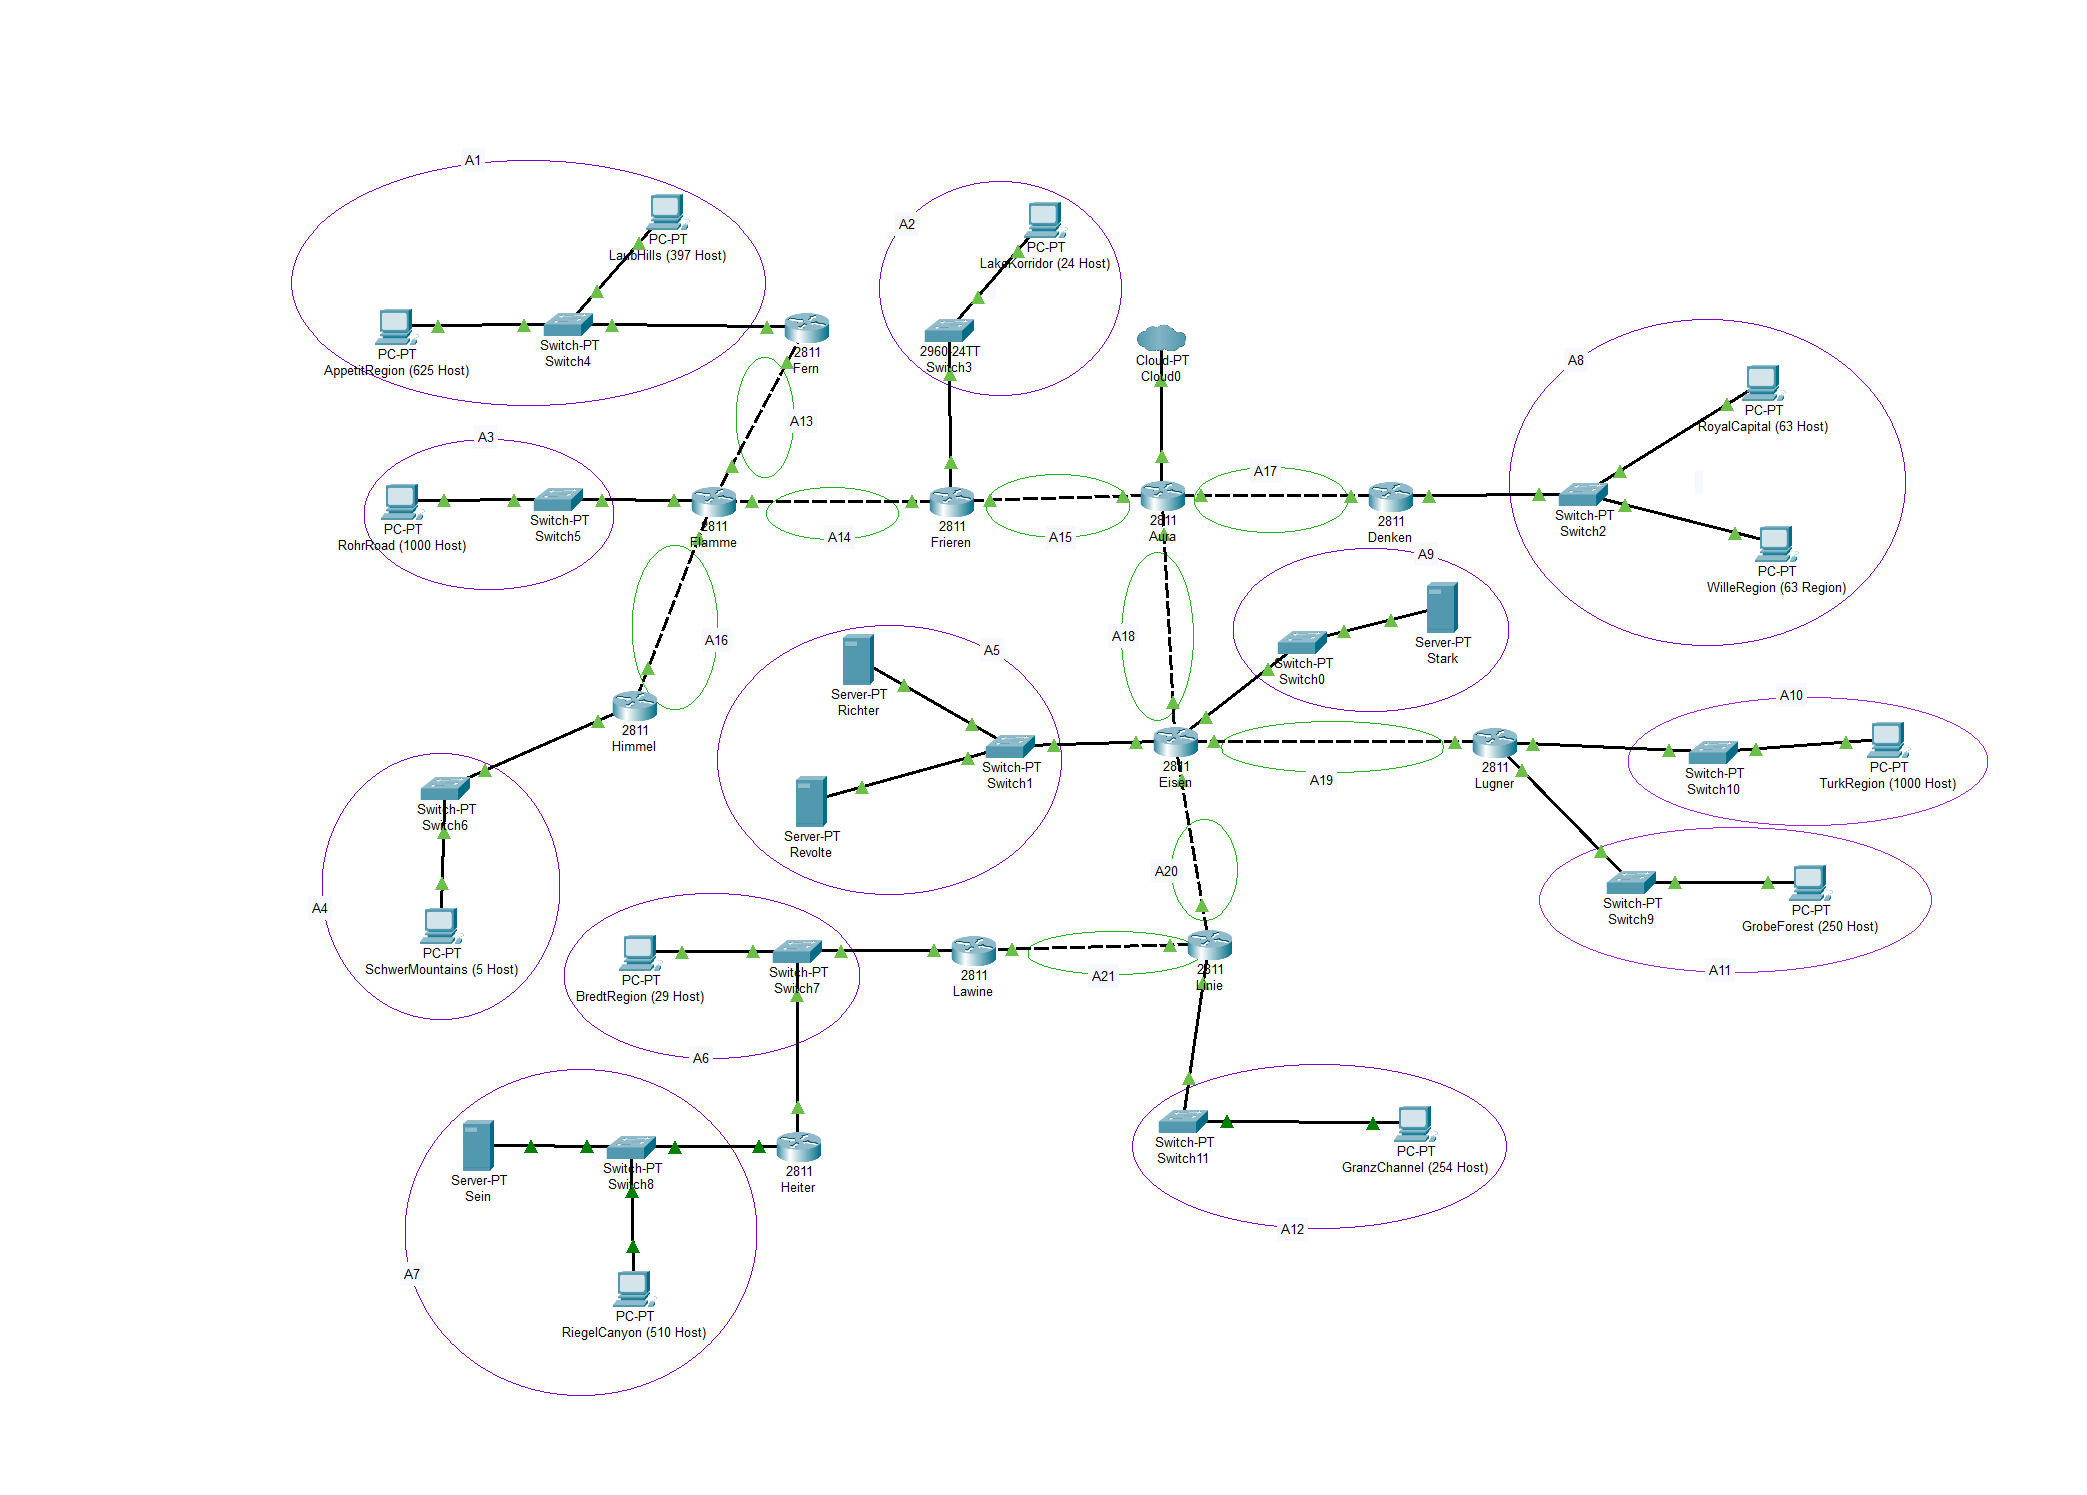 A1
PC-PT
LaubHills (397 Host)
PC-PT
AppetitRegion (625 Host)
Switch-PT
Switch4
2811
Fern
A2
PC-PT
LakeKorridor (24 Host)
2960-24TT
Switch3
Cloud-PT
Cloud0
A8
PC-PT
RoyalCapital (63 Host)
Switch-PT
Switch2
PC-PT
WilleRegion (63 Region)
A13
A3
PC-PT
RohrRoad (1000 Host)
Switch-PT
Switch5
2811
Flamme
A14
2811
Frieren
A15
2811
Aura
A17
2811
Denken
A16
A18
A9
Switch-PT
Switch0
Server-PT
Stark
A5
Server-PT
Richter
Server-PT
Revolte
Switch-PT
Switch1
2811
Himmel
2811
Eisen
A19
2811
Lugner
A10
Switch-PT
Switch10
PC-PT
TurkRegion (1000 Host)
Switch-PT
Switch6
A4
PC-PT
SchwerMountains (5 Host)
A20
Switch-PT
Switch9
PC-PT
GrobeForest (250 Host)
A11
PC-PT
BredtRegion (29 Host)
Switch-PT
Switch7
2811
Lawine
A21
2811
Linie
A6
Server-PT
Sein
Switch-PT
Switch8
2811
Heiter
Switch-PT
Switch11
PC-PT
GranzChannel (254 Host)
A12
A7
PC-PT
RiegelCanyon (510 Host)